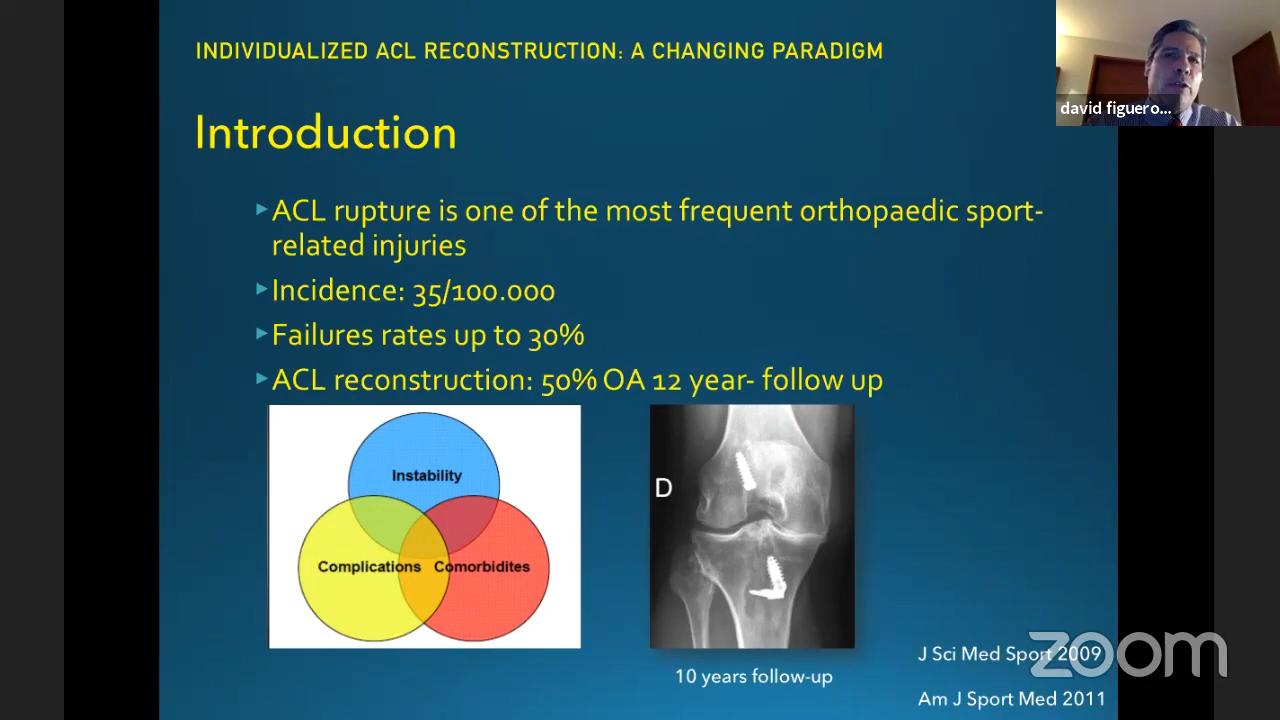 INDIVIDUALIZED ACL RECONSTRUCTION: A CHANGING PARADIGM
david figuero...
Introduction
ACL rupture is one of the most frequent orthopaedic sport-
related injuries
Incidence: 35/100.000
Failures rates up to 30%
ACL reconstruction: 50% OA 12 year- follow up
Instability
Complications
Comorbidites
D
10 years follow-up
J Sci Med Sport 2009
Am J Sport Med 2011
zoom